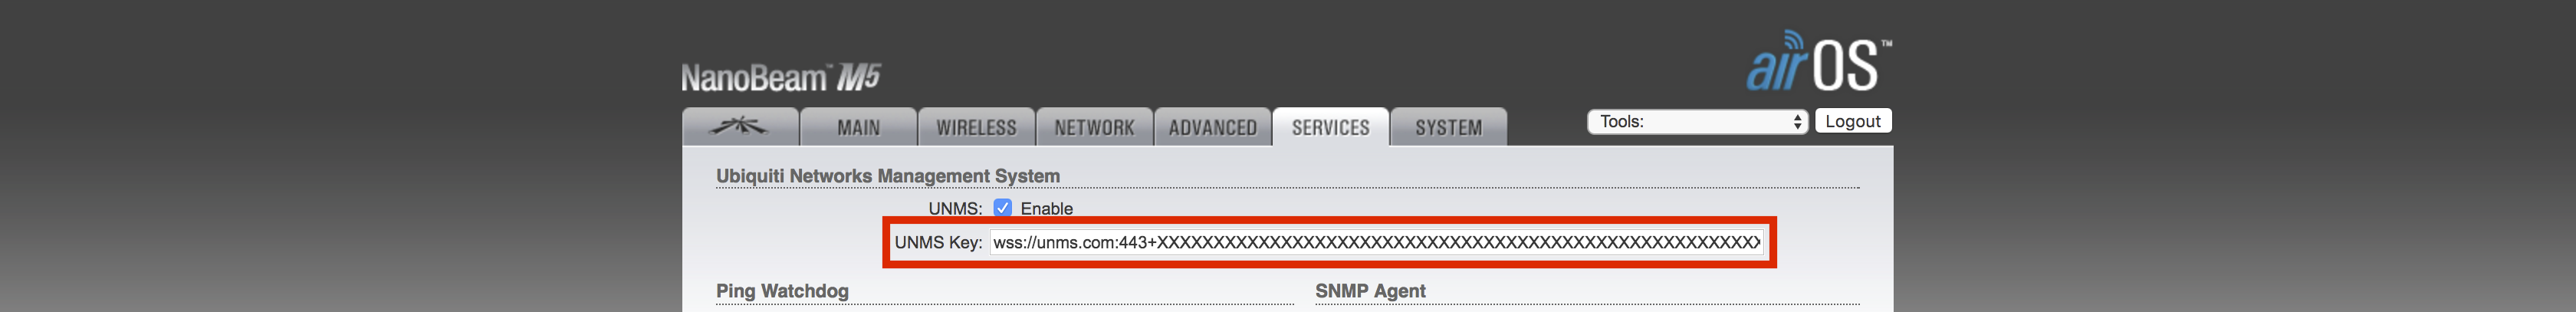 NanoBeam™ M5
airOS™
MAIN WIRELESS NETWORK ADVANCED SERVICES SYSTEM Tools: Logout
Ubiquiti Networks Management System
UNMS: Enable
UNMS Key: wss://unms.com:443+XXXXXXXXXXXXXXXXXXXXXXXXXXXXXXXXXXXXXXXXXXXXXXXXXXXXXX
Ping Watchdog SNMP Agent